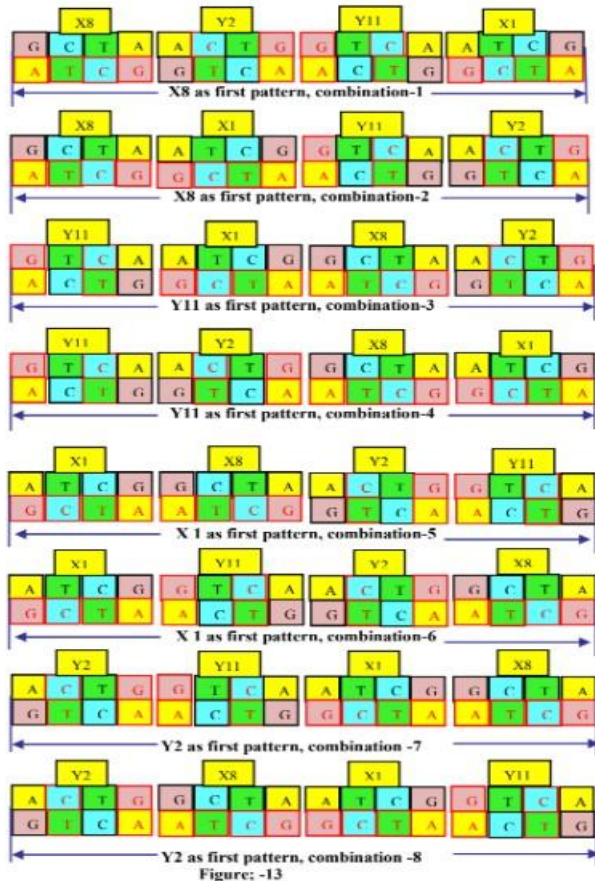 X8 Y2 Y11 X1
G C T A A C T G G T C A A T C G
A T C G G T C A A C T G G C T A
X8 as first pattern, combination-1
X8 X1 Y11 Y2
G C T A A T C G G T C A A C T G
A T C G G C T A A C T G G T C A
X8 as first pattern, combination-2
Y11 X1 X8 Y2
G T C A A T C G G C T A A C T G
A C T G G C T A A T C G G T C A
Y11 as first pattern, combination-3
Y11 Y2 X8 X1
G T C A A C T G G C T A A T C G
A C T G G T C A A T C G G C T A
Y11 as first pattern, combination-4
X1 X8 Y2 Y11
A T C G G C T A A C T G G T C A
G C T A A T C G G T C A A C T G
X 1 as first pattern, combination-5
X1 Y11 Y2 X8
A T C G G T C A A C T G G C T A
G C T A A C T G G T C A A T C G
X 1 as first pattern, combination-6
Y2 Y11 X1 X8
A C T G G T C A A T C G G C T A
G T C A A C T G G C T A A T C G
Y2 as first pattern, combination -7
Y2 X8 X1 Y11
A C T G G C T A A T C G G T C A
G T C A A T C G G C T A A C T G
Y2 as first pattern, combination -8
Figure; -13